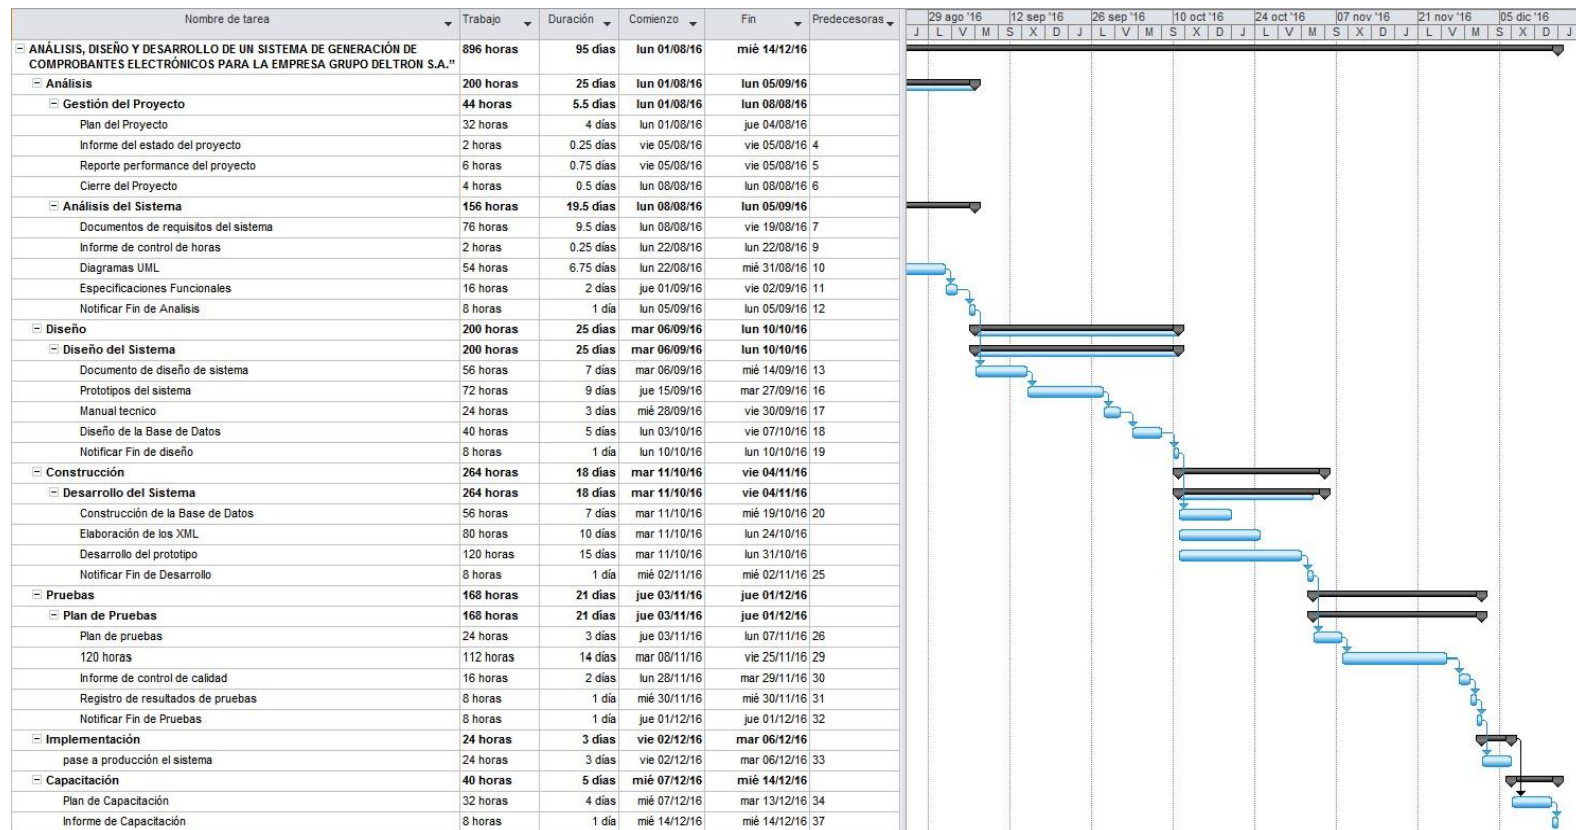 Nombre de tarea Trabajo Duración Comienzo Fin Predecesoras 29 ago '16 12 sep '16 26 sep '16 10 oct '16 24 oct '16 07 nov '16 21 nov '16 05 dic '16
J L V M S X D J L V M S X D J L V M S X D J L V M S X D J
ANÁLISIS, DISEÑO Y DESARROLLO DE UN SISTEMA DE GENERACIÓN DE 896 horas 95 días lun 01/08/16 mié 14/12/16
COMPROBANTES ELECTRÓNICOS PARA LA EMPRESA GRUPO DELTRON S.A."
Análisis 200 horas 25 días lun 01/08/16 lun 05/09/16
Gestión del Proyecto 44 horas 5.5 días lun 01/08/16 lun 08/08/16
Plan del Proyecto 32 horas 4 días lun 01/08/16 jue 04/08/16
Informe del estado del proyecto 2 horas 0.25 días vie 05/08/16 vie 05/08/16 4
Reporte performance del proyecto 6 horas 0.75 días vie 05/08/16 vie 05/08/16 5
Cierre del Proyecto 4 horas 0.5 días lun 08/08/16 lun 08/08/16 6
Análisis del Sistema 156 horas 19.5 días lun 08/08/16 lun 05/09/16
Documentos de requisitos del sistema 76 horas 9.5 días lun 08/08/16 vie 19/08/16 7
Informe de control de horas 2 horas 0.25 días lun 22/08/16 lun 22/08/16 9
Diagramas UML 54 horas 6.75 días lun 22/08/16 mié 31/08/16 10
Especificaciones Funcionales 16 horas 2 días jue 01/09/16 vie 02/09/16 11
Notificar Fin de Analisis 8 horas 1 día lun 05/09/16 lun 05/09/16 12
Diseño 200 horas 25 días mar 06/09/16 lun 10/10/16
Diseño del Sistema 200 horas 25 días mar 06/09/16 lun 10/10/16
Documento de diseño de sistema 56 horas 7 días mar 06/09/16 mié 14/09/16 13
Prototipos del sistema 72 horas 9 días jue 15/09/16 mar 27/09/16 16
Manual tecnico 24 horas 3 días mié 28/09/16 vie 30/09/16 17
Diseño de la Base de Datos 40 horas 5 días lun 03/10/16 vie 07/10/16 18
Notificar Fin de diseño 8 horas 1 día lun 10/10/16 lun 10/10/16 19
Construcción 264 horas 18 días mar 11/10/16 vie 04/11/16
Desarrollo del Sistema 264 horas 18 días mar 11/10/16 vie 04/11/16
Construcción de la Base de Datos 56 horas 7 días mar 11/10/16 mié 19/10/16 20
Elaboración de los XML 80 horas 10 días mar 11/10/16 lun 24/10/16
Desarrollo del prototipo 120 horas 15 días mar 11/10/16 lun 31/10/16
Notificar Fin de Desarrollo 8 horas 1 día mié 02/11/16 mié 02/11/16 25
Pruebas 168 horas 21 días jue 03/11/16 jue 01/12/16
Plan de Pruebas 168 horas 21 días jue 03/11/16 jue 01/12/16
Plan de pruebas 24 horas 3 días jue 03/11/16 lun 07/11/16 26
120 horas 112 horas 14 días mar 08/11/16 vie 25/11/16 29
Informe de control de calidad 16 horas 2 días lun 28/11/16 mar 29/11/16 30
Registro de resultados de pruebas 8 horas 1 día mié 30/11/16 mié 30/11/16 31
Notificar Fin de Pruebas 8 horas 1 día jue 01/12/16 jue 01/12/16 32
Implementación 24 horas 3 días vie 02/12/16 mar 06/12/16
pase a producción el sistema 24 horas 3 días vie 02/12/16 mar 06/12/16 33
Capacitación 40 horas 5 días mié 07/12/16 mié 14/12/16
Plan de Capacitación 32 horas 4 días mié 07/12/16 mar 13/12/16 34
Informe de Capacitación 8 horas 1 día mié 14/12/16 mié 14/12/16 37